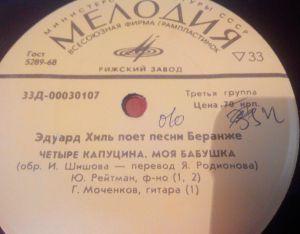 МИНИСТЕРСТВО КУЛЬТУРЫ СССР
МЕЛОДИЯ
ВСЕСОЮЗНАЯ ФИРМА ГРАМПЛАСТИНОК
Гост
5289-68
▽33
РИЖСКИЙ ЗАВОД
33Д-00030107
Третья группа
Цена 70 коп.
Эдуард Хиль поет песни Беранже
ЧЕТЫРЕ КАПУЦИНА. МОЯ БАБУШКА
(обр. И. Шишова — перевод Я. Родионова)
Ю. Рейтман, ф-но (1, 2)
Г. Моченков, гитара (1)